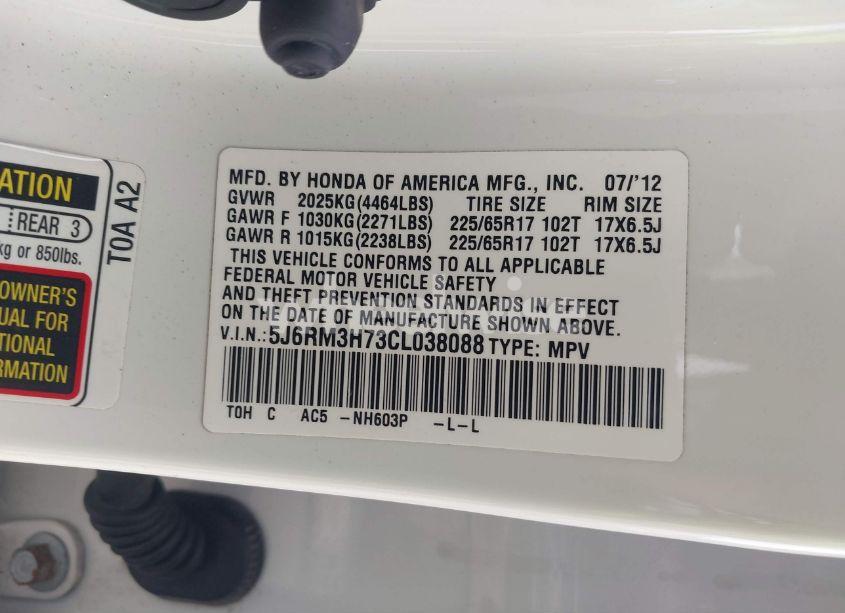 ATION
REAR 3
kg or 850lbs.
OWNER'S
UAL FOR
TIONAL
ORMATION
T0A A2
MFD. BY HONDA OF AMERICA MFG., INC. 07/'12
GVWR 2025KG(4464LBS) TIRE SIZE RIM SIZE
GAWR F 1030KG(2271LBS) 225/65R17 102T 17X6.5J
GAWR R 1015KG(2238LBS) 225/65R17 102T 17X6.5J
THIS VEHICLE CONFORMS TO ALL APPLICABLE
FEDERAL MOTOR VEHICLE SAFETY
AND THEFT PREVENTION STANDARDS IN EFFECT
ON THE DATE OF MANUFACTURE SHOWN ABOVE.
V.I.N.: 5J6RM3H73CL038088 TYPE: MPV
T0H C AC5 -NH603P -L-L